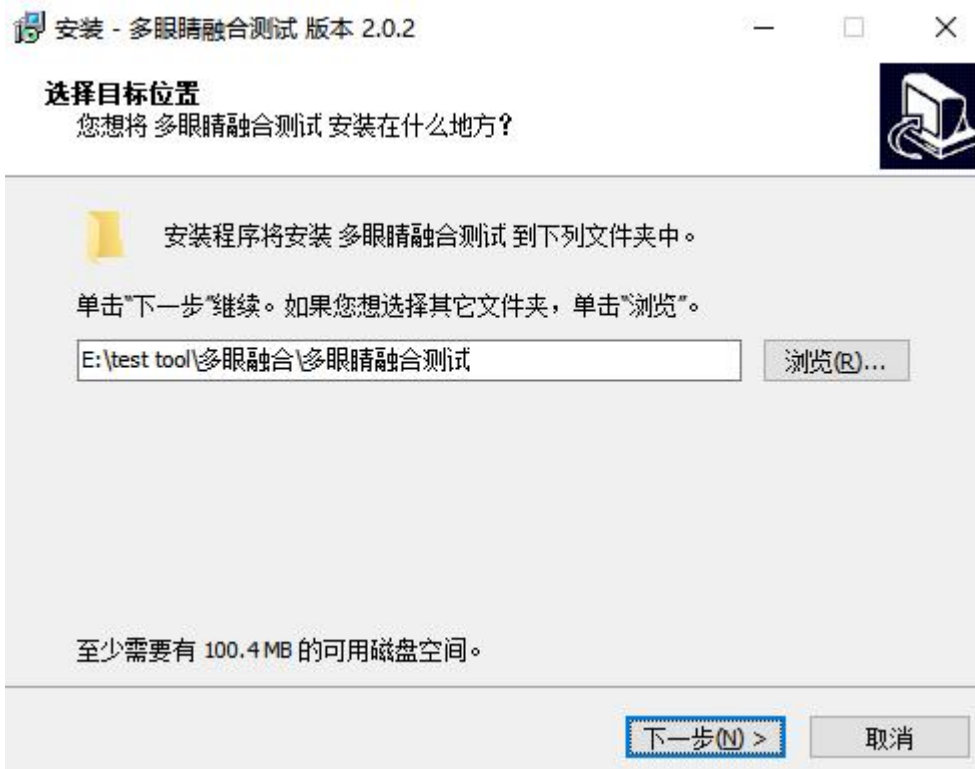 安装 - 多眼睛融合测试 版本 2.0.2
选择目标位置
您想将 多眼睛融合测试 安装在什么地方?
安装程序将安装 多眼睛融合测试 到下列文件夹中。
单击“下一步”继续。如果您想选择其它文件夹，单击“浏览”。
E:\test tool\多眼融合\多眼睛融合测试
浏览(R)...
至少需要有 100.4 MB 的可用磁盘空间。
下一步(N) >
取消